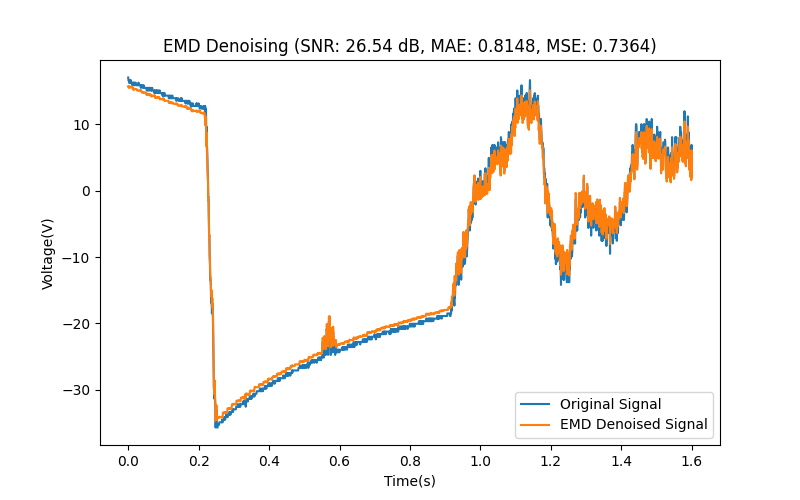 EMD Denoising (SNR: 26.54 dB, MAE: 0.8148, MSE: 0.7364)
Voltage(V)
10
0
−10
−20
−30
Original Signal
EMD Denoised Signal
0.0 0.2 0.4 0.6 0.8 1.0 1.2 1.4 1.6
Time(s)